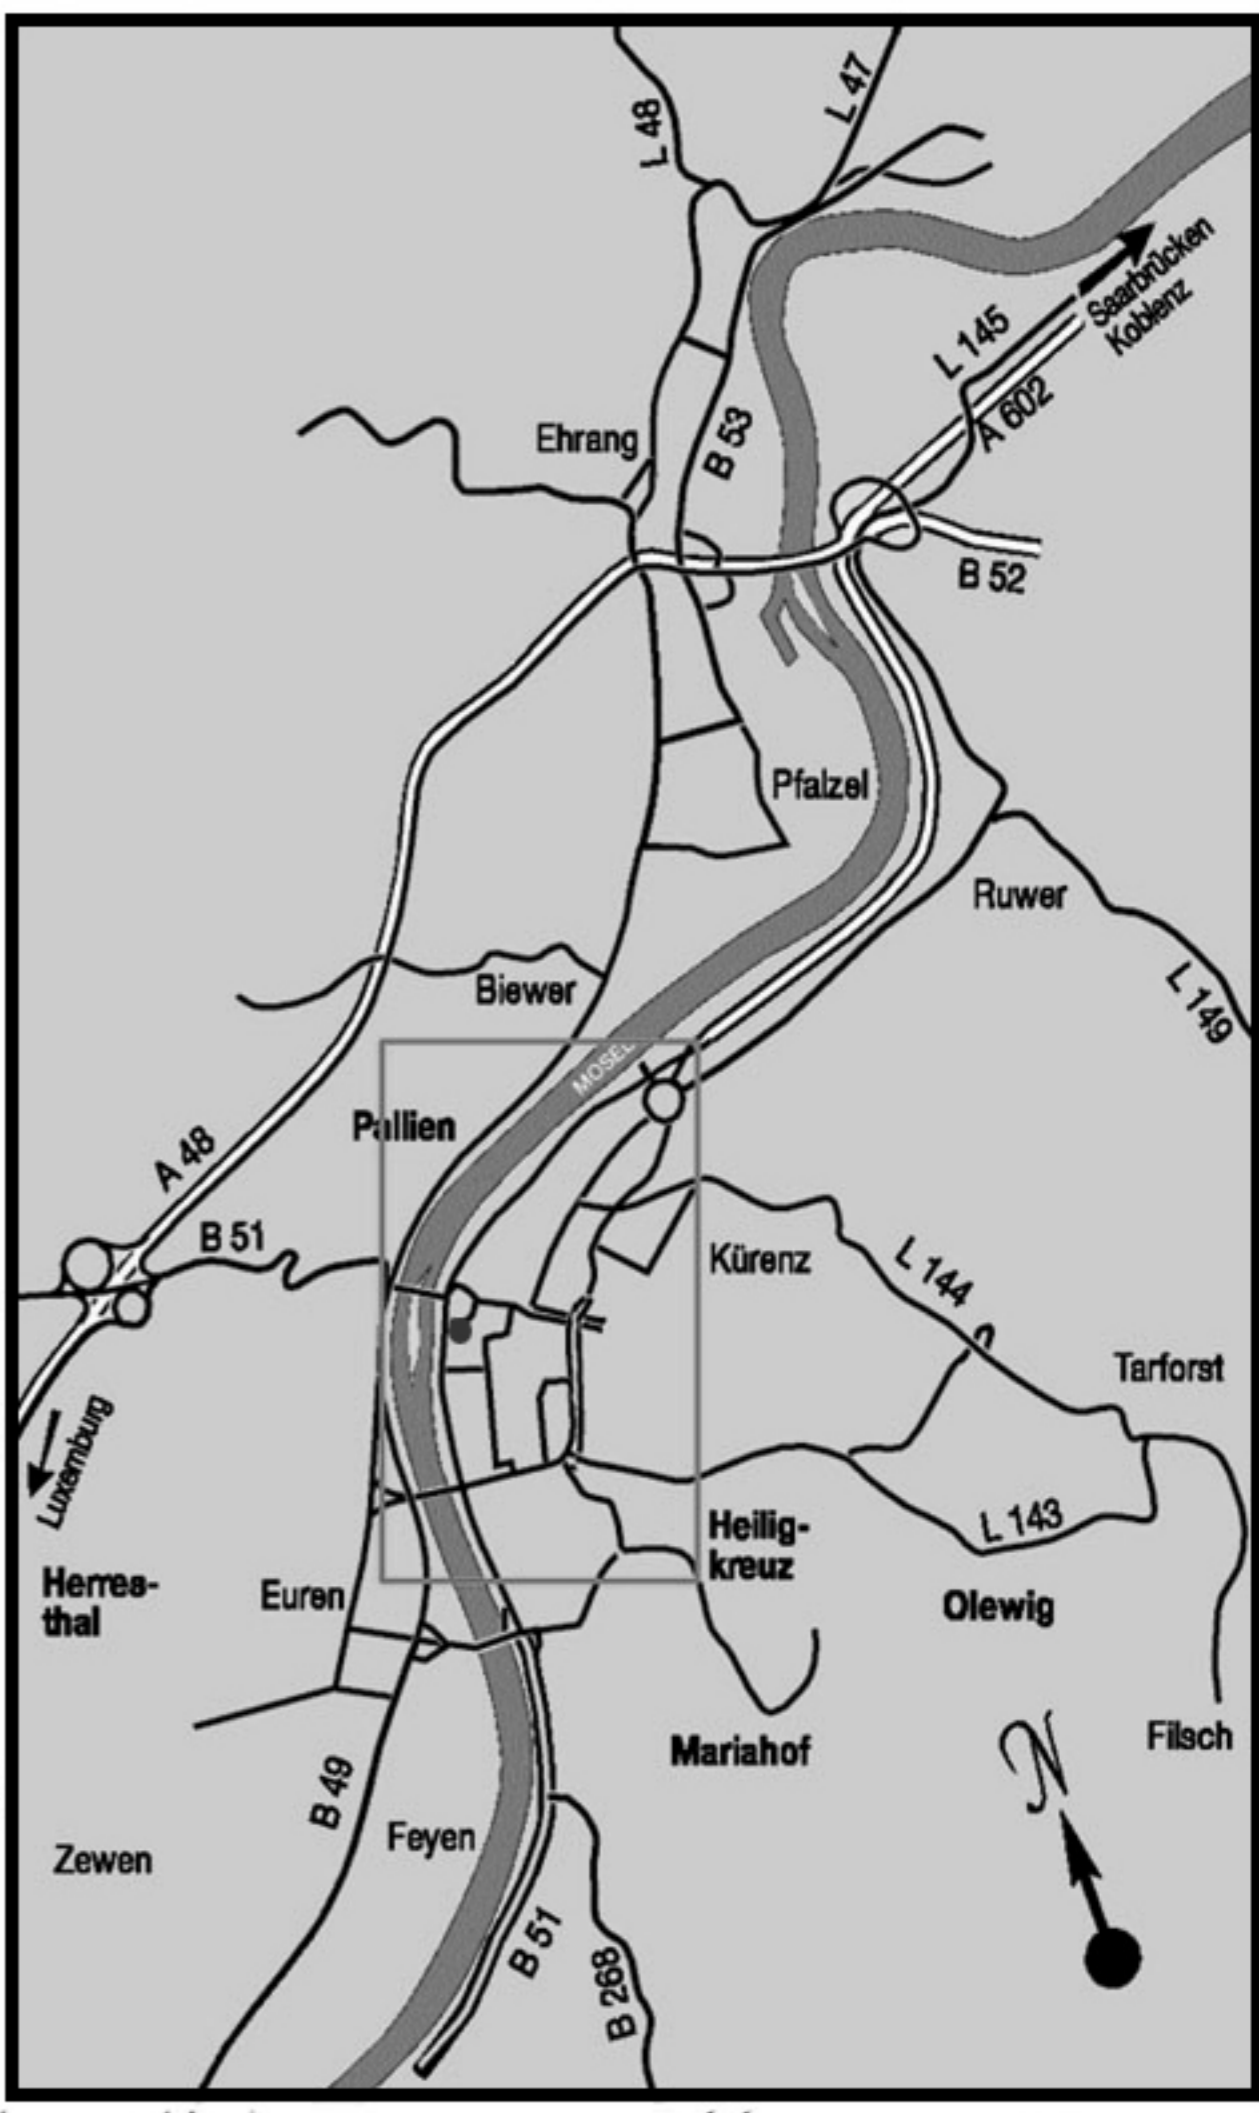 L 48
L 47
Saarbrücken
Koblenz
L 145
A 602
Ehrang
B 53
B 52
Pfalzel
Ruwer
L 149
Biewer
MOSEL
Pallien
A 48
B 51
Kürenz
L 144
Tarforst
Luxemburg
L 143
Heilig-
kreuz
Herres-
thal
Euren
Olewig
Mariahof
Filsch
N
B 49
Feyen
Zewen
B 51
B 268